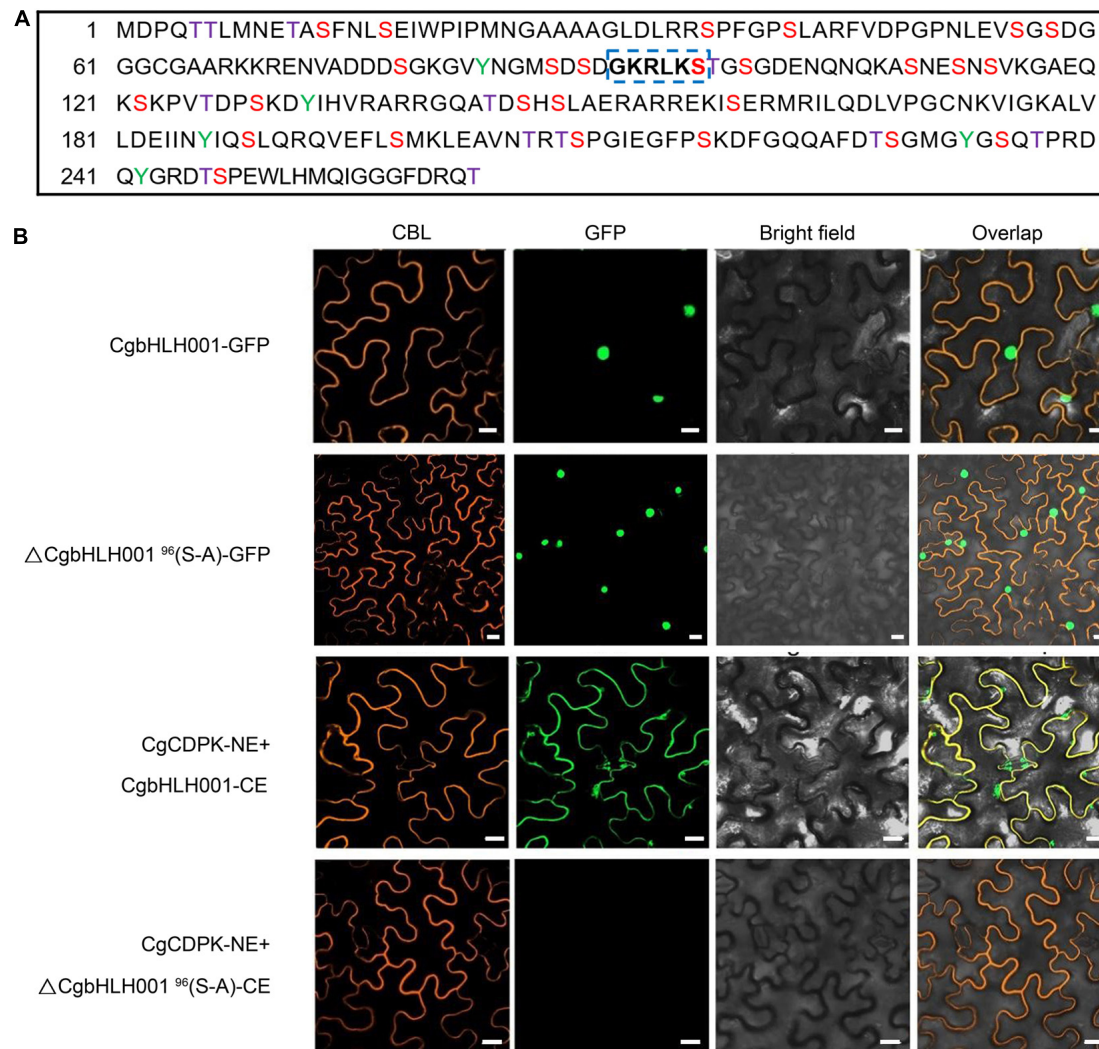 A
1 MDPQTTLMNETASFNLSEIWPIPMNGAAAAGLDLRRSPFGPSLARFVDPGPNLEVSGSDG
61 GGCGAARKKRENVADDDSGKGVYNGMSDSDGKRLKSTGSGDENQNQKASNESNSVKGAEQ
121 KSKPVTDPSKDYIHVRARRGQATDSHSLAERARREKISERMRILQDLVPGCNKVIGKALV
181 LDEIINYIQSLQRQVEFLSMKLEAVNTRTSPGIEGFPSKDFGQQAFDTSGMGYGSQTPRD
241 QYGRDTSPEWLHMQIGGGFDRQT
B
CBL GFP Bright field Overlap
CgbHLH001-GFP
△CgbHLH001 ⁹⁶(S-A)-GFP
CgCDPK-NE+
CgbHLH001-CE
CgCDPK-NE+
△CgbHLH001 ⁹⁶(S-A)-CE